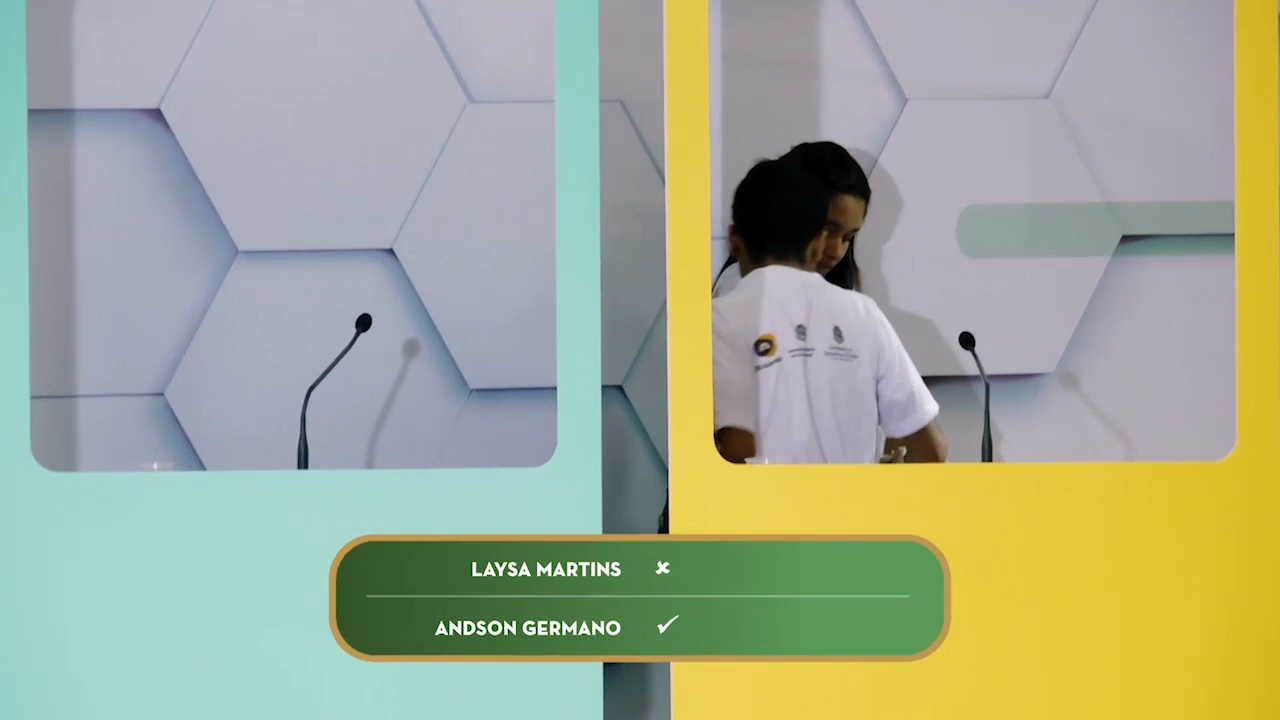 LAYSA MARTINS ✗
ANDSON GERMANO ✓